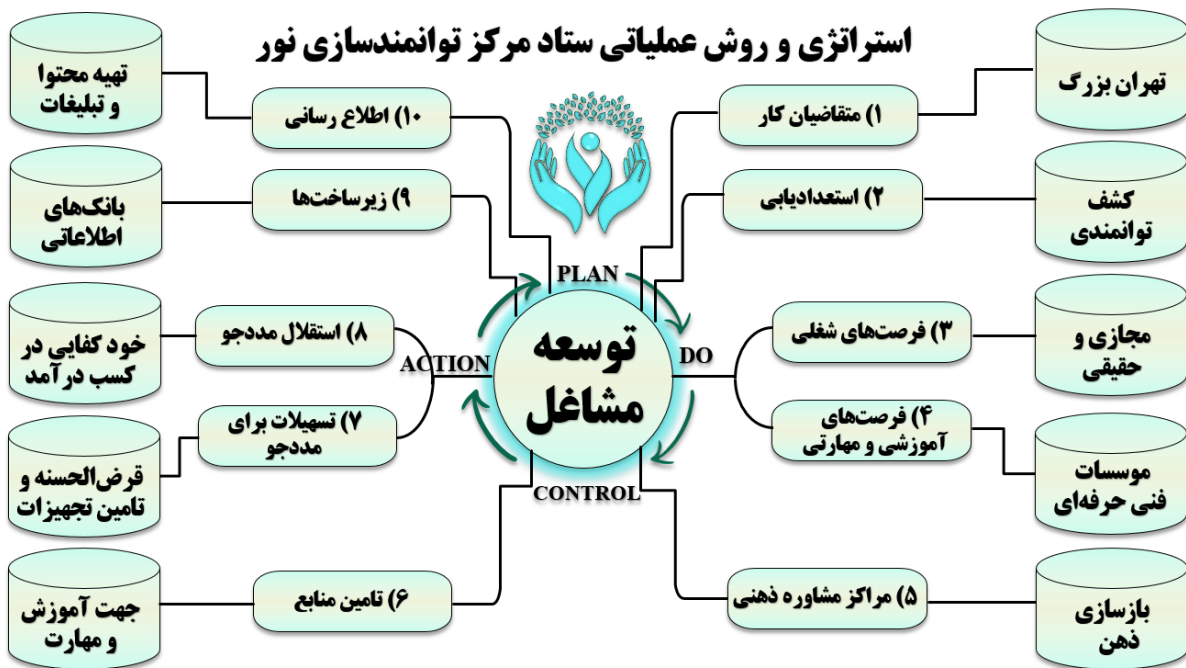 استراتژی و روش عملیاتی ستاد مرکز توانمندسازی نور
تهران بزرگ
۱) متقاضیان کار
کشف
توانمندی
۲) استعدادیابی
مجازی و
حقیقی
۳) فرصت‌های شغلی
موسسات
فنی حرفه‌ای
۴) فرصت‌های
آموزشی و مهارتی
بازسازی
ذهن
۵) مراکز مشاوره ذهنی
PLAN
DO
CONTROL
ACTION
توسعه
مشاغل
۶) تامین منابع
جهت آموزش
و مهارت
۷) تسهیلات برای
مددجو
قرض‌الحسنه و
تامین تجهیزات
۸) استقلال مددجو
خود کفایی در
کسب درآمد
۹) زیرساخت‌ها
بانک‌های
اطلاعاتی
۱۰) اطلاع رسانی
تهیه محتوا
و تبلیغات